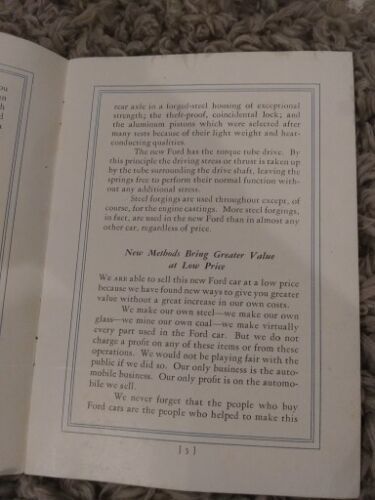 ou
en
h
d
a
rear axle in a forged-steel housing of exceptional
strength; the theft-proof, coincidental lock; and
the aluminum pistons which were selected after
many tests because of their light weight and heat-
conducting qualities.
The new Ford has the torque tube drive. By
this principle the driving stress or thrust is taken up
by the tube surrounding the drive shaft, leaving the
springs free to perform their normal function with-
out any additional stress.
Steel forgings are used throughout except, of
course, for the engine castings. More steel forgings,
in fact, are used in the new Ford than in almost any
other car, regardless of price.
New Methods Bring Greater Value
at Low Price
We are able to sell this new Ford car at a low price
because we have found new ways to give you greater
value without a great increase in our own costs.
We make our own steel—we make our own
glass—we mine our own coal—we make virtually
every part used in the Ford car. But we do not
charge a profit on any of these items or from these
operations. We would not be playing fair with the
public if we did so. Our only business is the auto-
mobile business. Our only profit is on the automo-
bile we sell.
We never forget that the people who buy
Ford cars are the people who helped to make this
[ 5 ]